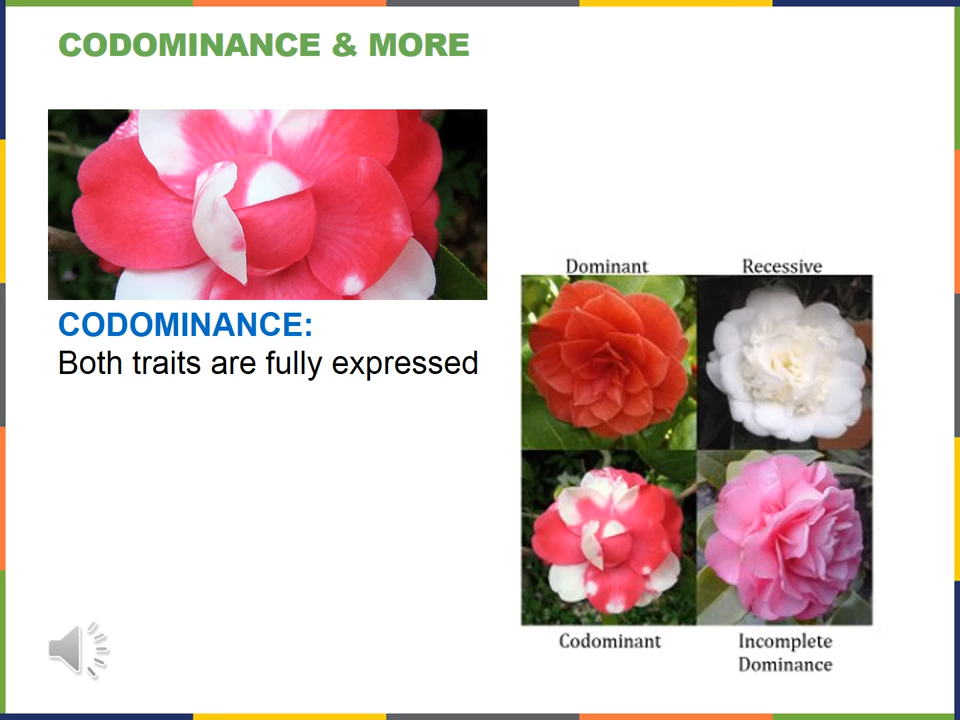 CODOMINANCE & MORE
CODOMINANCE:
Both traits are fully expressed
Dominant
Recessive
Codominant
Incomplete
Dominance